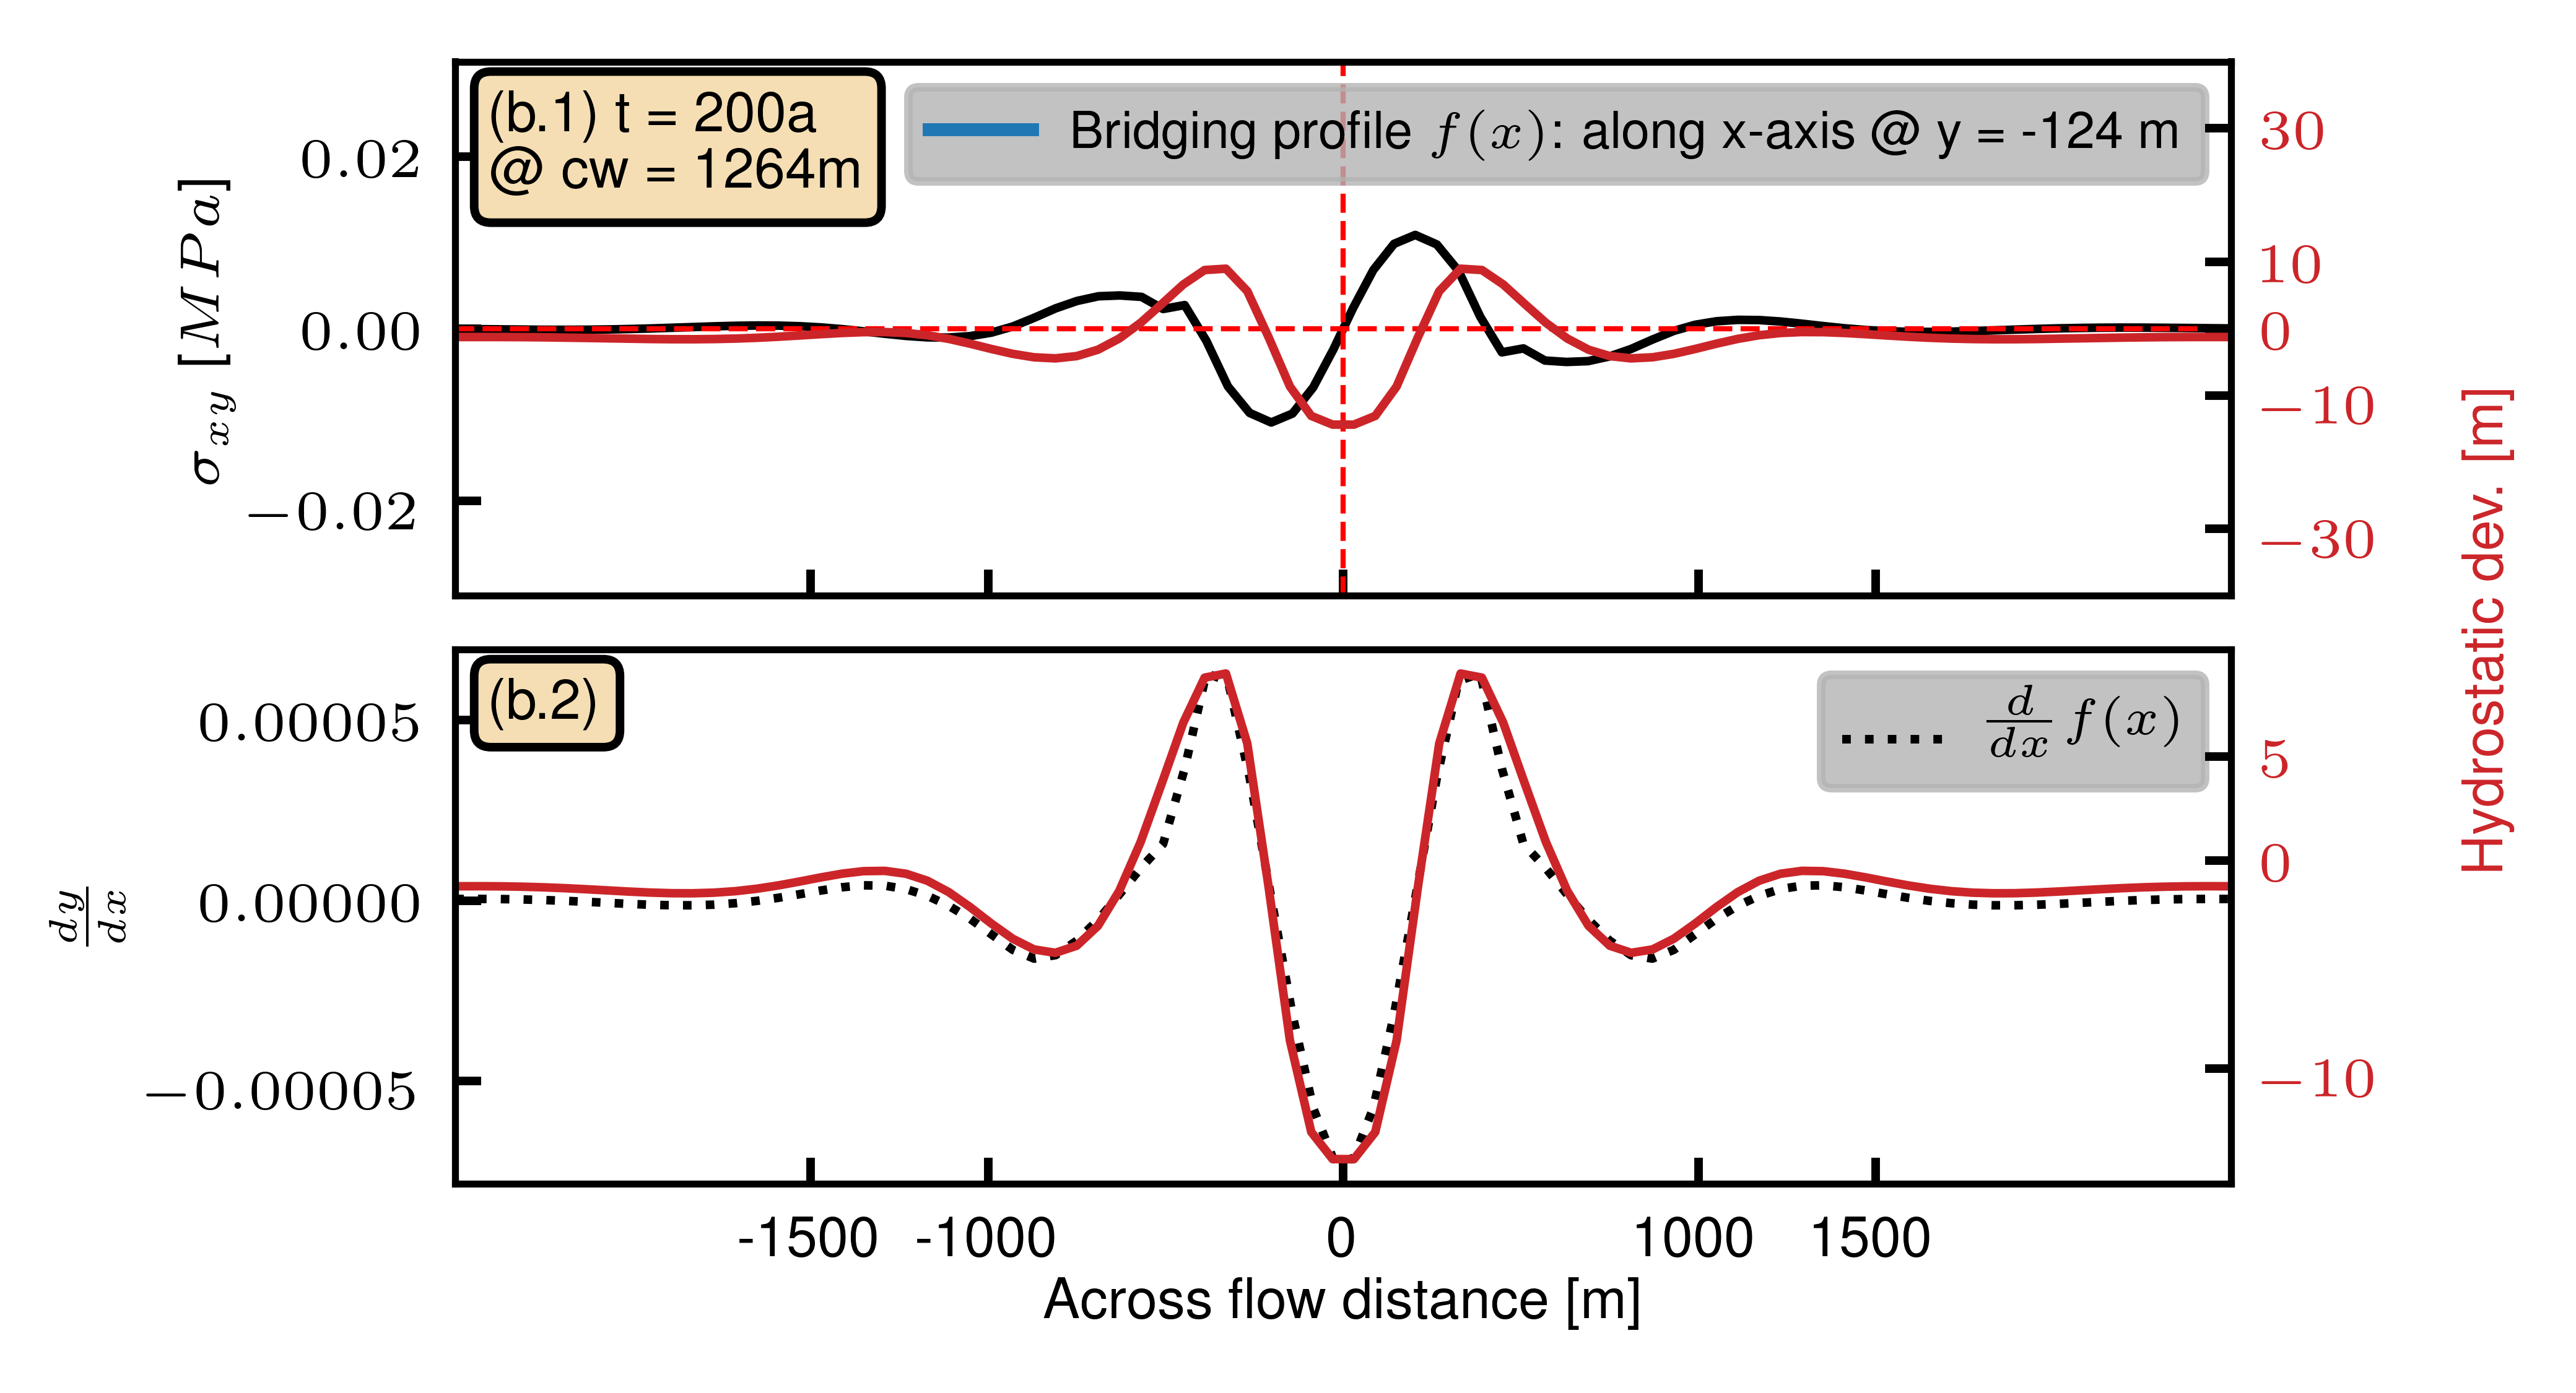 (b.1) t = 200a
@ cw = 1264m
Bridging profile f(x): along x-axis @ y = -124 m
σxy [MPa]
0.02
0.00
−0.02
30
10
0
−10
−30
Hydrostatic dev. [m]
(b.2)
d/dx f(x)
dy/dx
0.00005
0.00000
−0.00005
5
0
−10
-1500 -1000 0 1000 1500
Across flow distance [m]